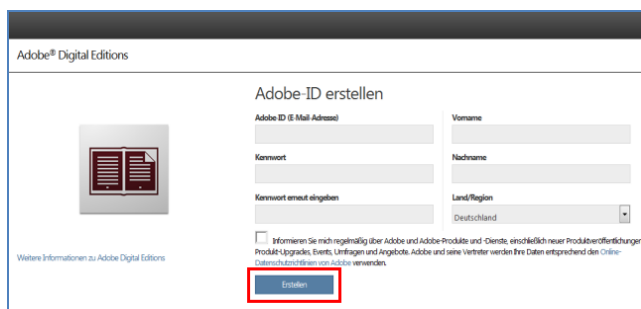 Adobe® Digital Editions
Adobe-ID erstellen
Adobe-ID (E-Mail-Adresse)
Vorname
Kennwort
Nachname
Kennwort erneut eingeben
Land/Region
Deutschland
Informieren Sie mich regelmäßig über Adobe und Adobe-Produkte und -Dienste, einschließlich neuer Produktveröffentlichungen
Produkt-Upgrades, Events, Umfragen und Angebote. Adobe und seine Vertreter werden Ihre Daten entsprechend den Online-
Datenschutzrichtlinien von Adobe verwenden.
Weitere Informationen zu Adobe Digital Editions
Erstellen